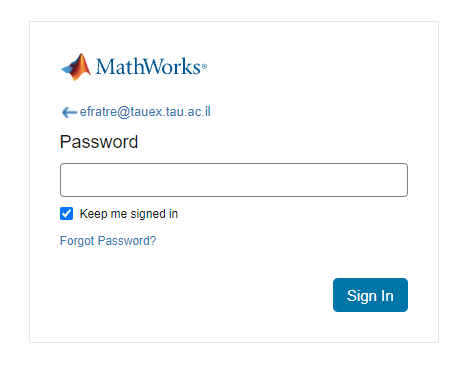 MathWorks®
efratre@tauex.tau.ac.il
Password
Keep me signed in
Forgot Password?
Sign In